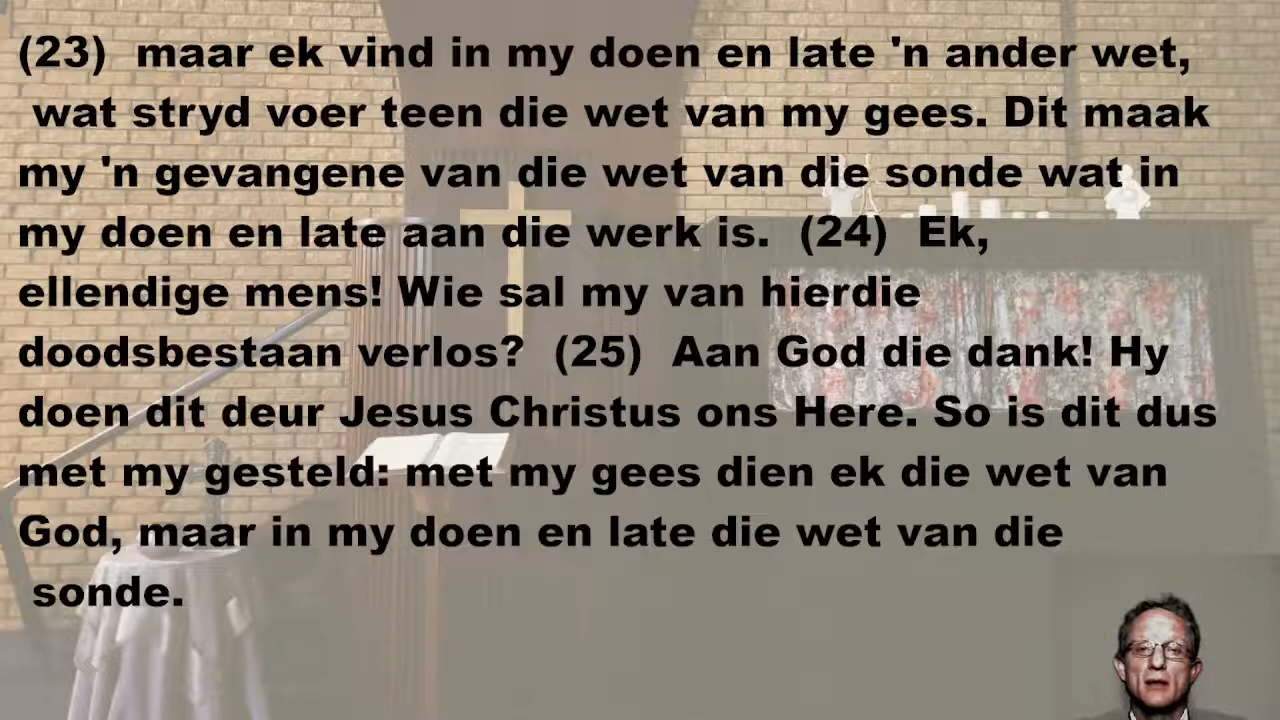 (23)  maar ek vind in my doen en late 'n ander wet,
wat stryd voer teen die wet van my gees. Dit maak
my 'n gevangene van die wet van die sonde wat in
my doen en late aan die werk is.  (24)  Ek,
ellendige mens! Wie sal my van hierdie
doodsbestaan verlos?  (25)  Aan God die dank! Hy
doen dit deur Jesus Christus ons Here. So is dit dus
met my gesteld: met my gees dien ek die wet van
God, maar in my doen en late die wet van die
sonde.